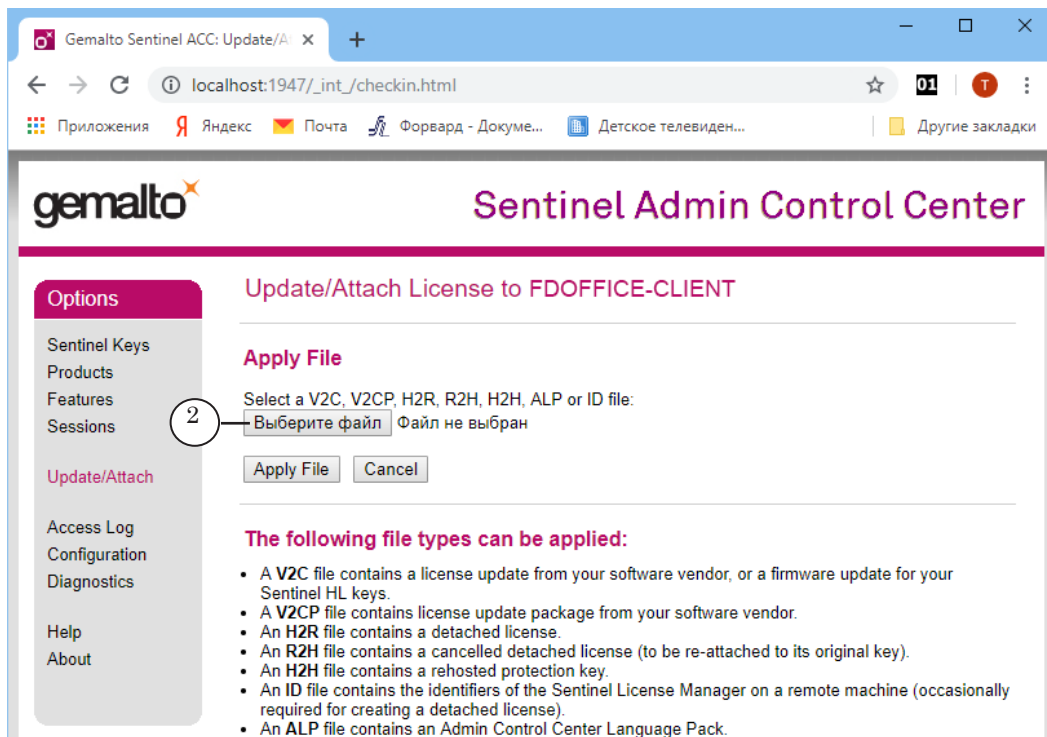 Gemalto Sentinel ACC: Update/A
localhost:1947/_int_/checkin.html
01
T
Приложения
Яндекс
Почта
Форвард - Докуме...
Детское телевиден...
Другие закладки
gemalto
Sentinel Admin Control Center
Options
Sentinel Keys
Products
Features
Sessions
Update/Attach
Access Log
Configuration
Diagnostics
Help
About
Update/Attach License to FDOFFICE-CLIENT
Apply File
Select a V2C, V2CP, H2R, R2H, H2H, ALP or ID file:
2
Выберите файл Файл не выбран
Apply File Cancel
The following file types can be applied:
• A V2C file contains a license update from your software vendor, or a firmware update for your
Sentinel HL keys.
• A V2CP file contains license update package from your software vendor.
• An H2R file contains a detached license.
• An R2H file contains a cancelled detached license (to be re-attached to its original key).
• An H2H file contains a rehosted protection key.
• An ID file contains the identifiers of the Sentinel License Manager on a remote machine (occasionally
required for creating a detached license).
• An ALP file contains an Admin Control Center Language Pack.